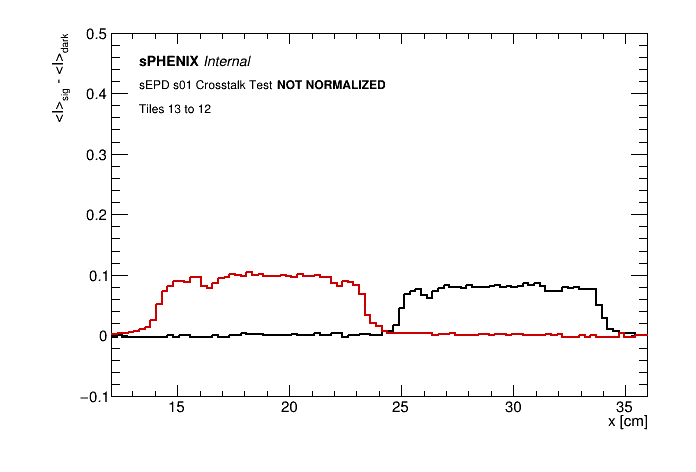 <I>sig - <I>dark
0.5
0.4
0.3
0.2
0.1
0
−0.1
sPHENIX Internal
sEPD s01 Crosstalk Test NOT NORMALIZED
Tiles 13 to 12
15 20 25 30 35
x [cm]